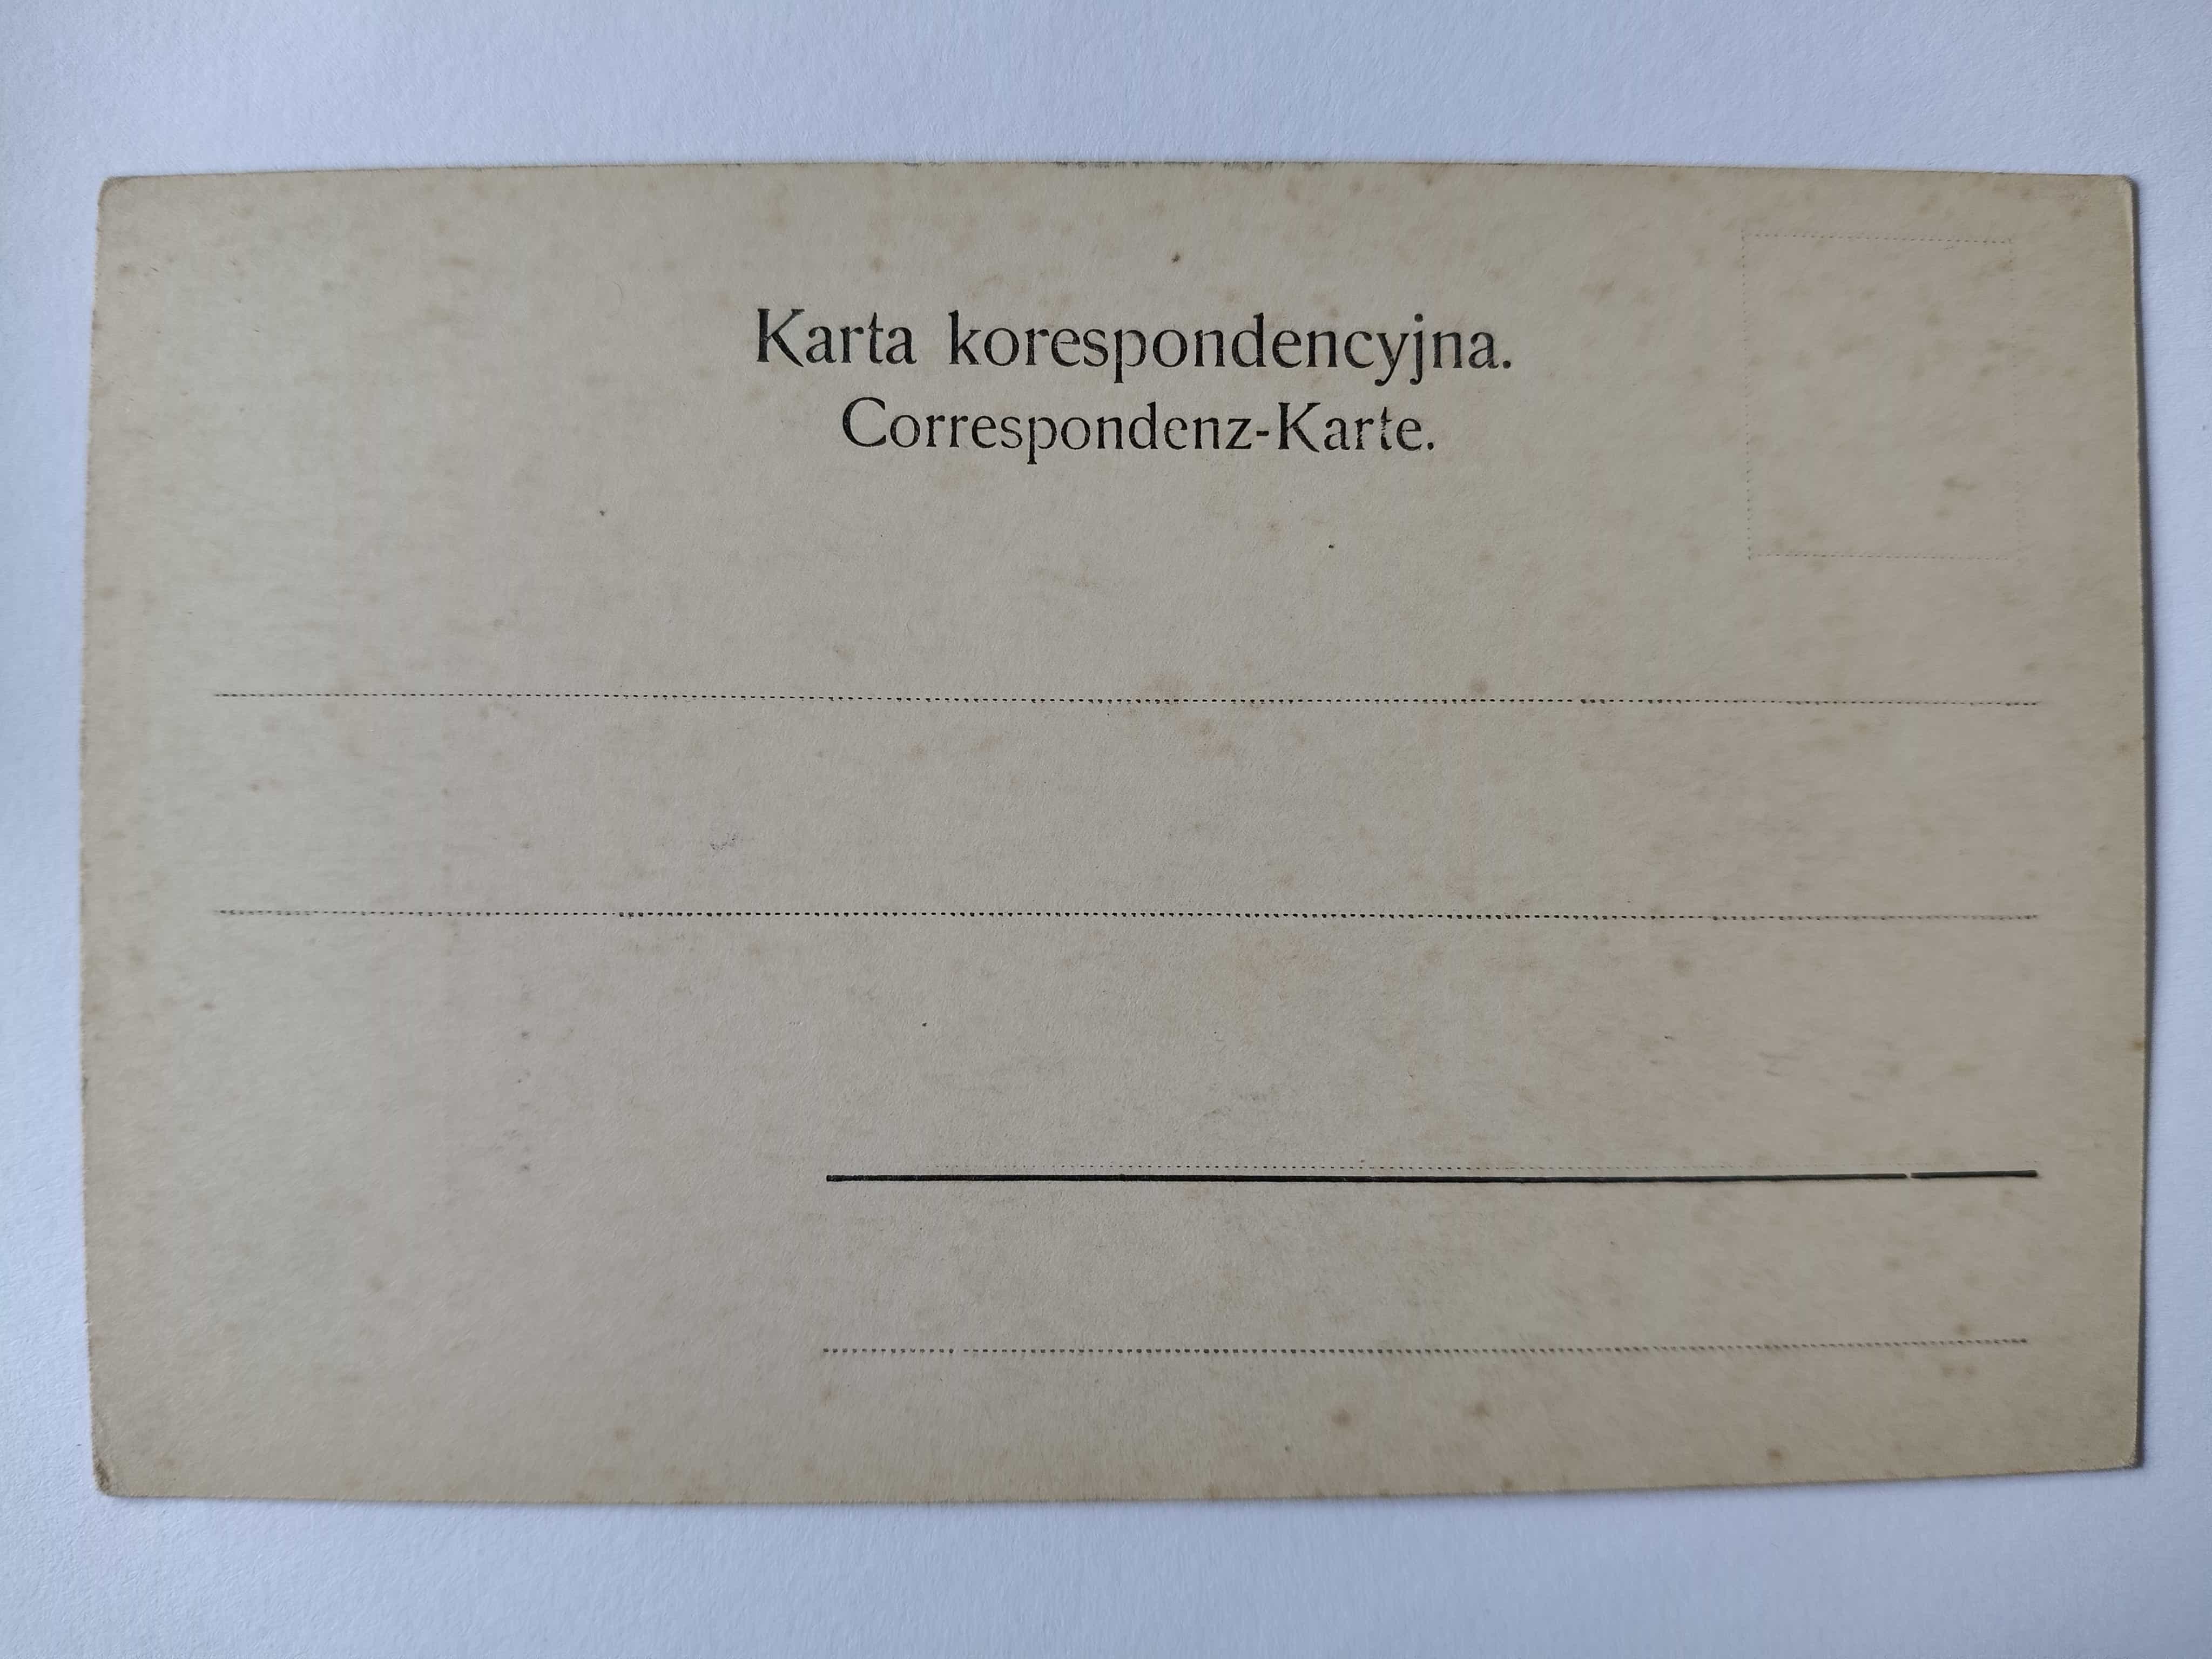 Karta korespondencyjna.
Correspondenz-Karte.